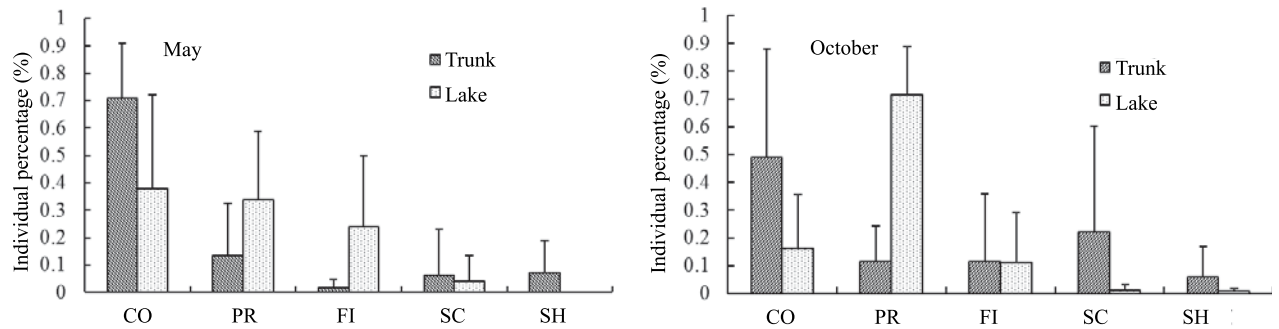 Individual percentage (%)
1
0.9
0.8
0.7
0.6
0.5
0.4
0.3
0.2
0.1
0
May
Trunk
Lake
CO PR FI SC SH
Individual percentage (%)
1
0.9
0.8
0.7
0.6
0.5
0.4
0.3
0.2
0.1
0
October
Trunk
Lake
CO PR FI SC SH